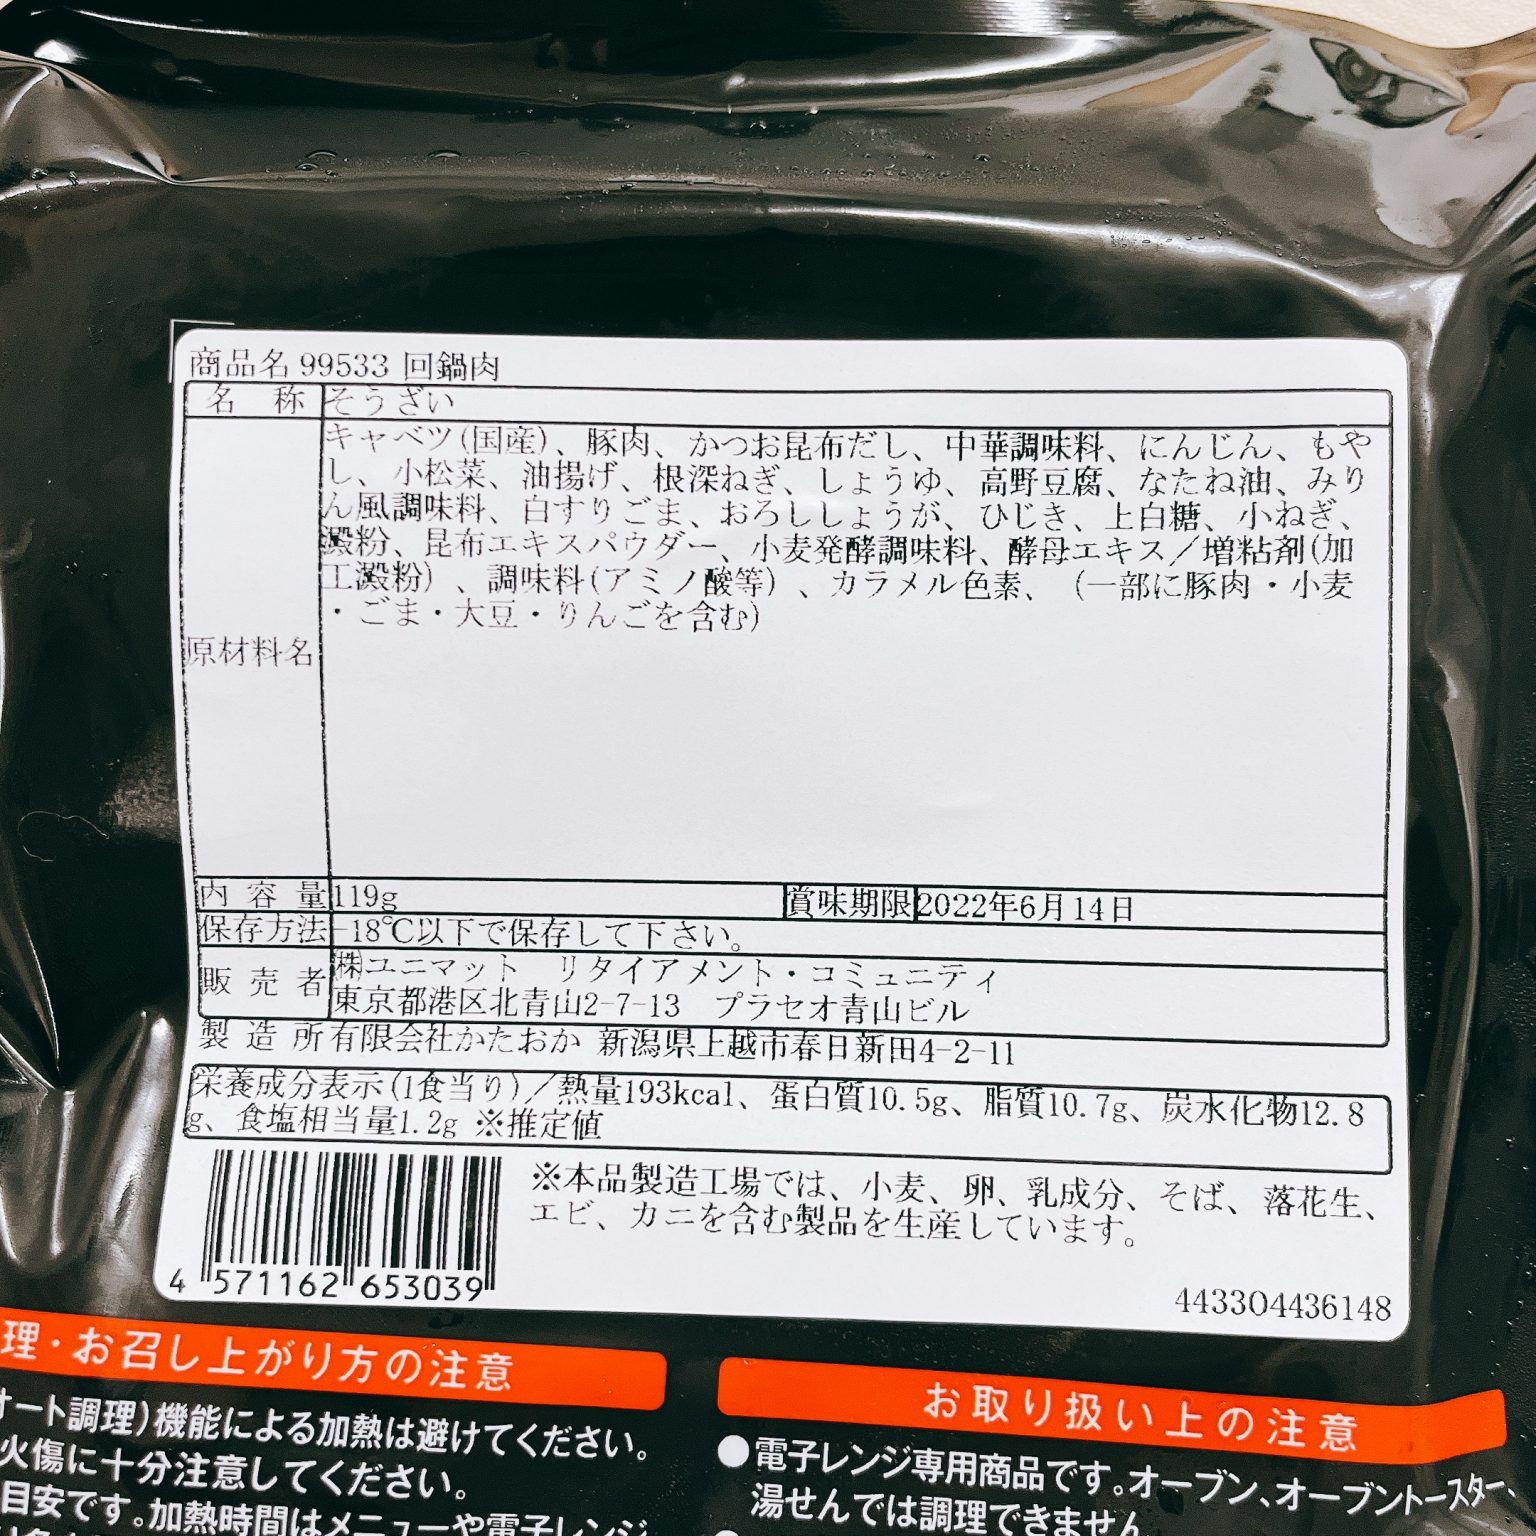 商品名 99533 回鍋肉
名 称 そうざい
原材料名
キャベツ(国産)、豚肉、かつお昆布だし、中華調味料、にんじん、もや
し、小松菜、油揚げ、根深ねぎ、しょうゆ、高野豆腐、なたね油、みり
ん風調味料、白すりごま、おろししょうが、ひじき、上白糖、小ねぎ、
澱粉、昆布エキスパウダー、小麦発酵調味料、酵母エキス/増粘剤(加
工澱粉)、調味料(アミノ酸等)、カラメル色素、(一部に豚肉・小麦
・ごま・大豆・りんごを含む)
内 容 量 119g 賞味期限 2022年6月14日
保存方法 -18℃以下で保存して下さい。
販 売 者 ㈱ユニマット リタイアメント・コミュニティ
東京都港区北青山2-7-13 プラセオ青山ビル
製 造 所 有限会社かたおか 新潟県上越市春日新田4-2-11
栄養成分表示(1食当り)/熱量193kcal、蛋白質10.5g、脂質10.7g、炭水化物12.8
g、食塩相当量1.2g ※推定値
※本品製造工場では、小麦、卵、乳成分、そば、落花生、
エビ、カニを含む製品を生産しています。
4 571162 653039
443304436148
理・お召し上がり方の注意
オート調理)機能による加熱は避けてください。
火傷に十分注意してください。
目安です。加熱時間はメニューや電子レンジ
お取り扱い上の注意
●電子レンジ専用商品です。オーブン、オーブントースター、
湯せんでは調理できません。